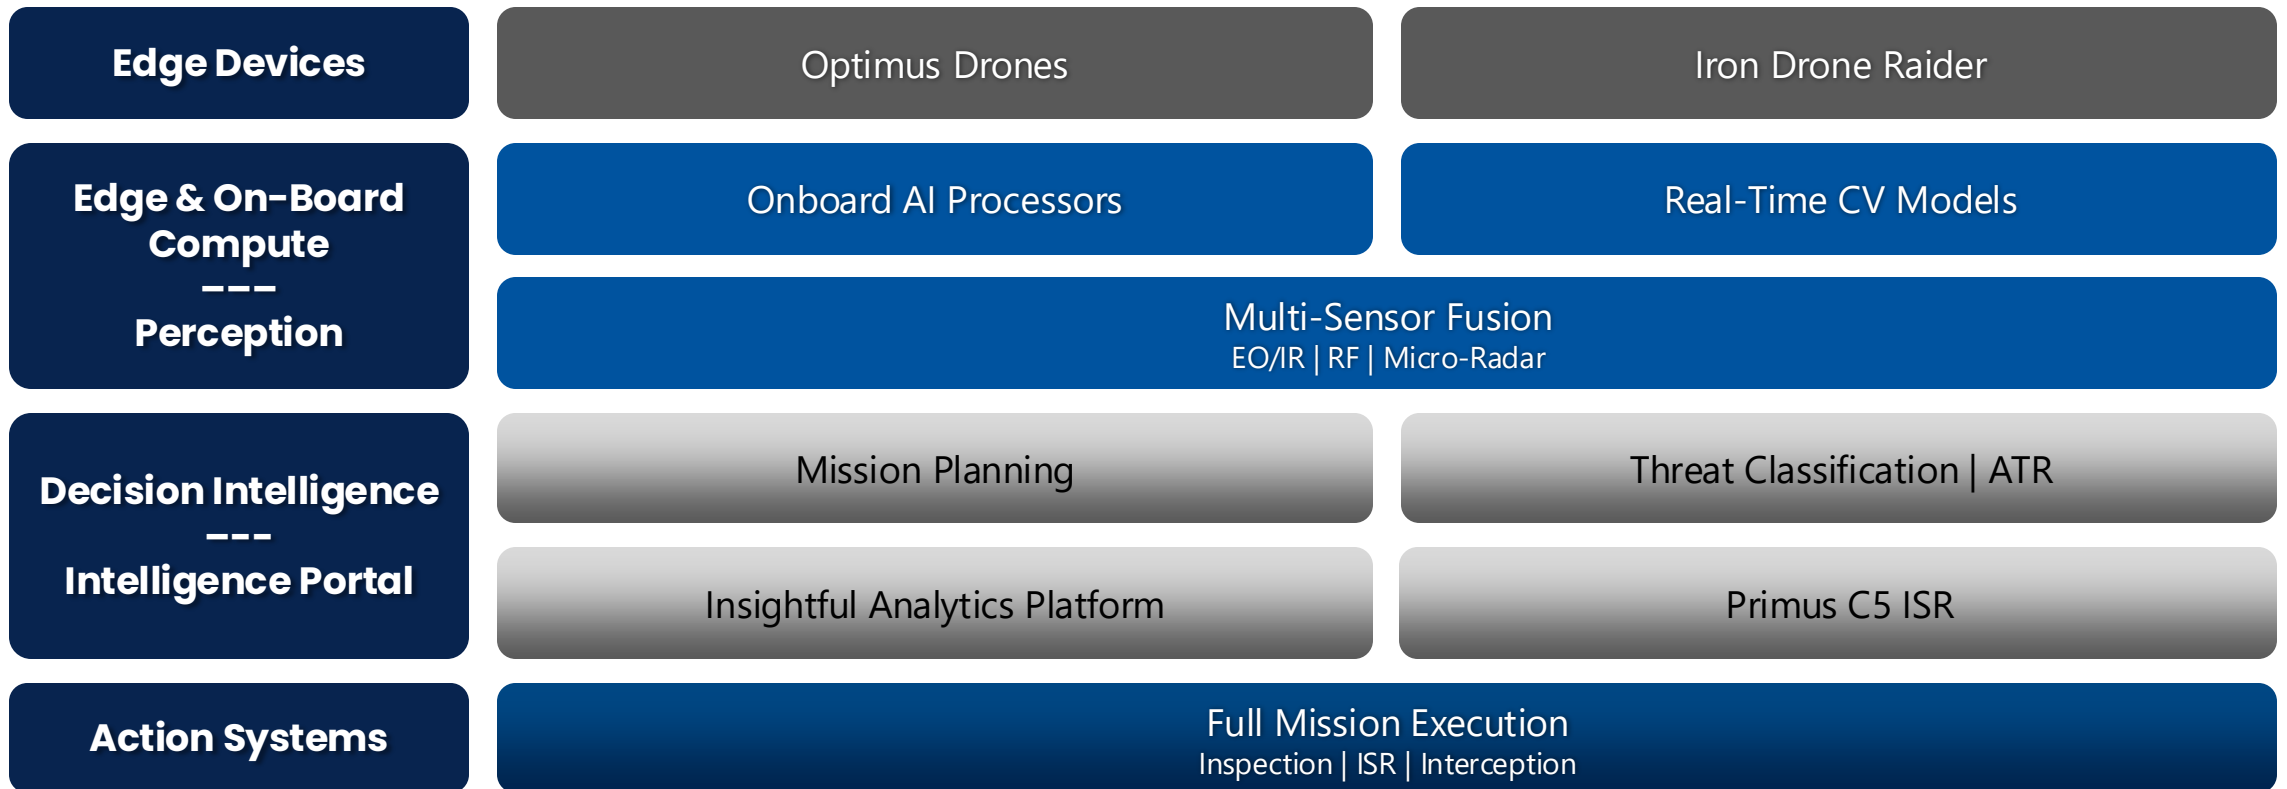 Edge Devices
Optimus Drones
Iron Drone Raider
Edge & On-Board
Compute
---
Perception
Onboard AI Processors
Real-Time CV Models
Multi-Sensor Fusion
EO/IR | RF | Micro-Radar
Decision Intelligence
---
Intelligence Portal
Mission Planning
Threat Classification | ATR
Insightful Analytics Platform
Primus C5 ISR
Action Systems
Full Mission Execution
Inspection | ISR | Interception